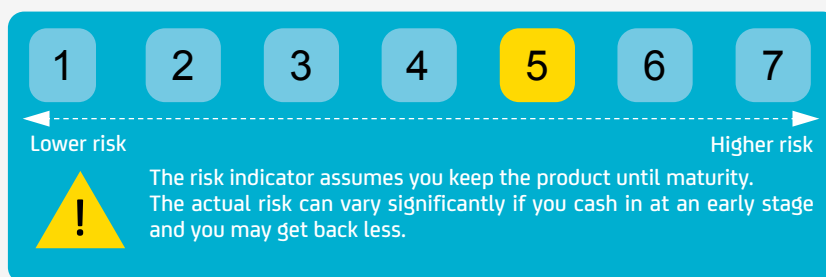 1 2 3 4 5 6 7
Lower risk Higher risk
!
The risk indicator assumes you keep the product until maturity.
The actual risk can vary significantly if you cash in at an early stage
and you may get back less.